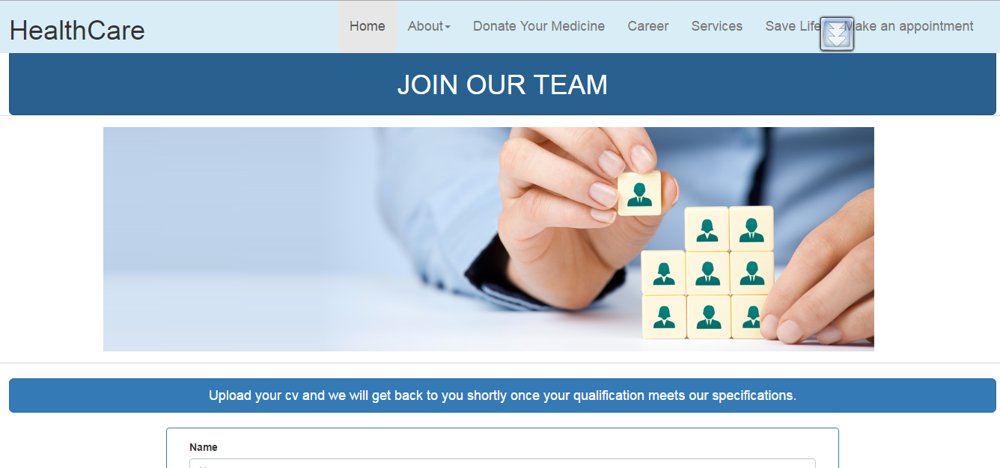 HealthCare
Home About Donate Your Medicine Career Services Save Life Make an appointment
JOIN OUR TEAM
Upload your cv and we will get back to you shortly once your qualification meets our specifications.
Name